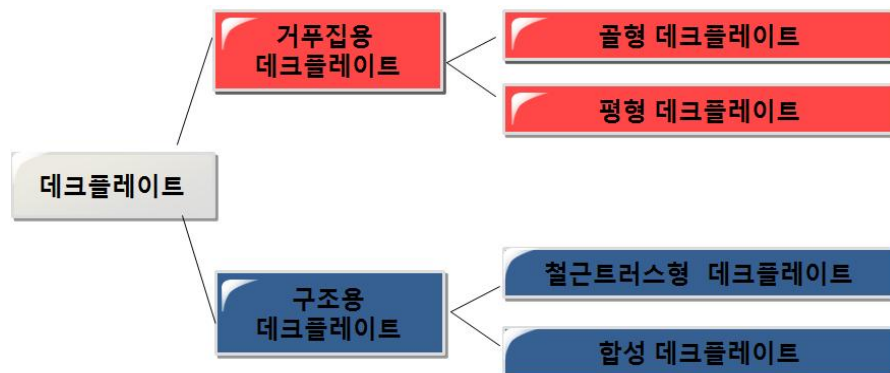 거푸집용
데크플레이트
골형 데크플레이트
평형 데크플레이트
데크플레이트
구조용
데크플레이트
철근트러스형 데크플레이트
합성 데크플레이트